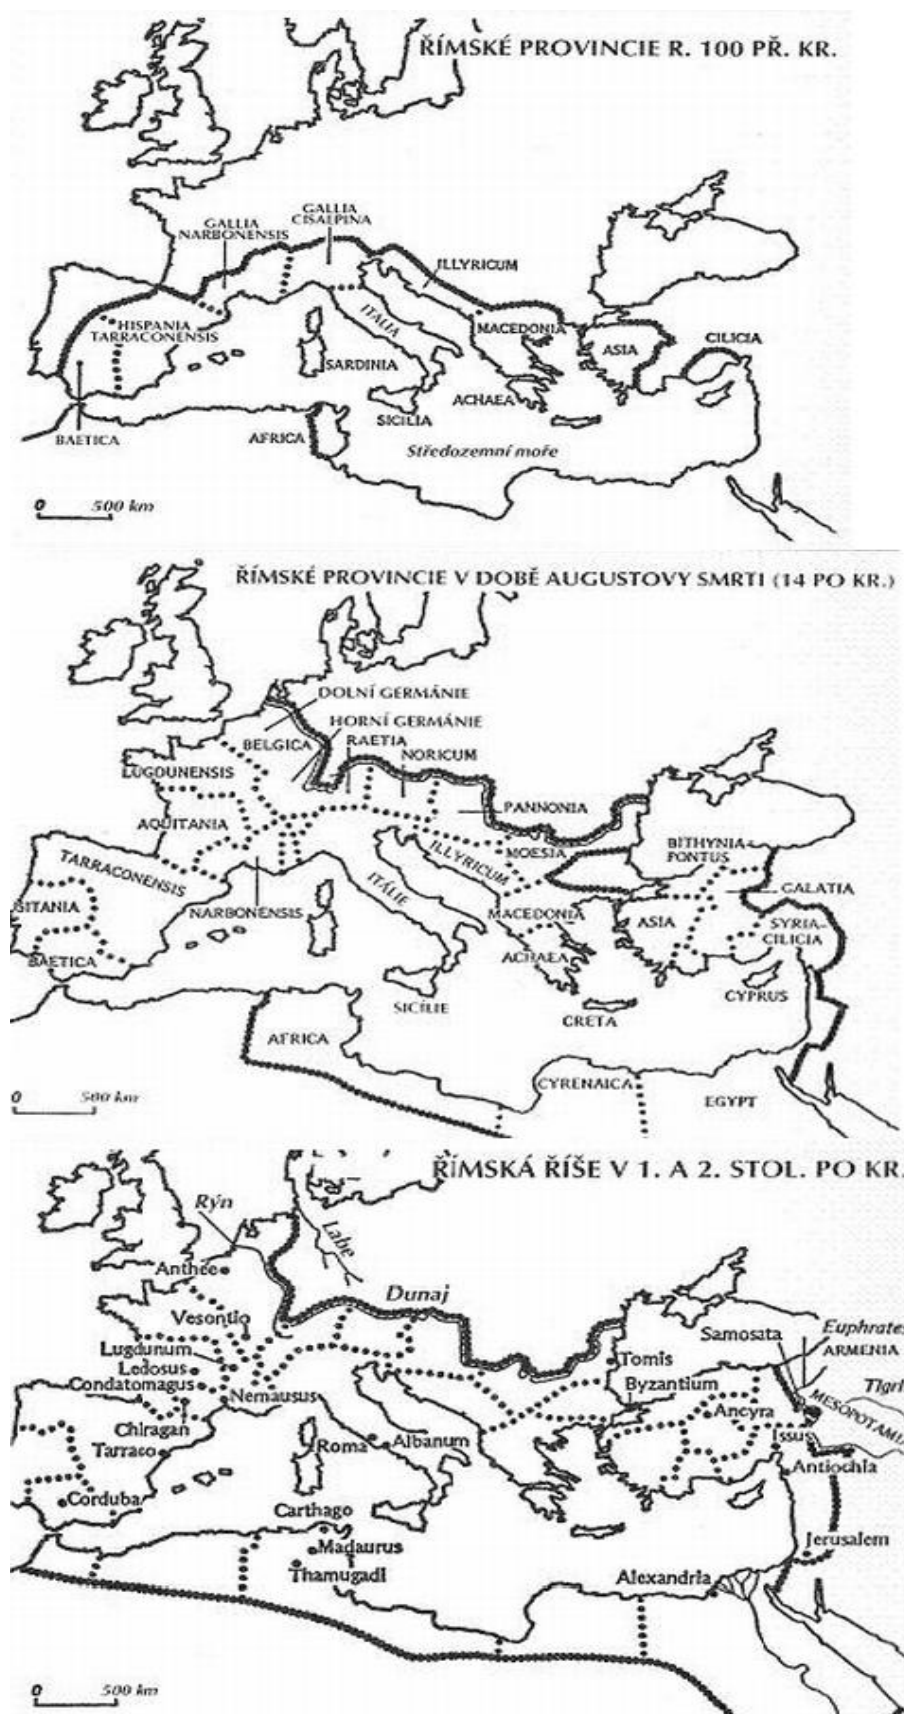 ŘÍMSKÉ PROVINCIE R. 100 PŘ. KR.
GALLIA
CISALPINA
GALLIA
NARBONENSIS
ILLYRICUM
ITALIA
HISPANIA
TARRACONENSIS
MACEDONIA
ASIA
CILICIA
SARDINIA
ACHAEA
SICILIA
BAETICA
AFRICA
Středozemní moře
0 500 km
ŘÍMSKÉ PROVINCIE V DOBĚ AUGUSTOVY SMRTI (14 PO KR.)
DOLNÍ GERMÁNIE
HORNÍ GERMÁNIE
BELGICA
RAETIA
NORICUM
LUGDUNENSIS
PANNONIA
AQUITANIA
ILLYRICUM
MOESIA
BITHYNIA-
PONTUS
TARRACONENSIS
ITÁLIE
GALATIA
SITANIA
NARBONENSIS
MACEDONIA
ASIA
SYRIA-
CILICIA
BAETICA
ACHAEA
CYPRUS
SICÍLIE
CRETA
AFRICA
CYRENAICA
EGYPT
0 500 km
ŘÍMSKÁ ŘÍŠE V 1. A 2. STOL. PO KR.
Rýn
Labe
Anthée
Dunaj
Vesontio
Samosata
Euphrates
ARMENIA
Lugdunum
Ledosus
Tomis
Condatomagus
Nemausus
Byzantium
Tigri
MESOPOTAMIA
Ancyra
Chiragan
Roma
Albanum
Issus
Tarraco
Antiochia
Corduba
Carthago
Madaurus
Jerusalem
Thamugadi
Alexandria
0 500 km